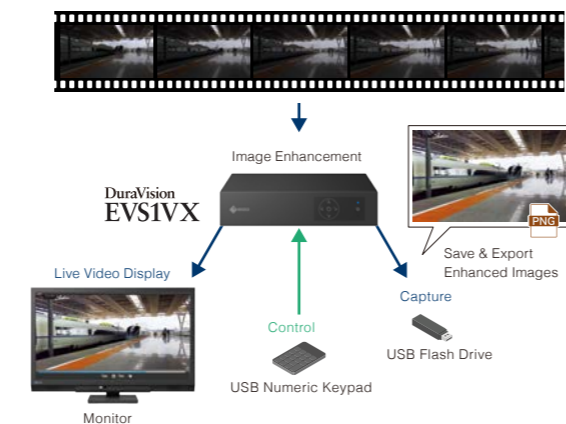 Image Enhancement
DuraVision
EVS1VX
PNG
Save & Export
Enhanced Images
Live Video Display
Capture
Control
USB Flash Drive
USB Numeric Keypad
Monitor